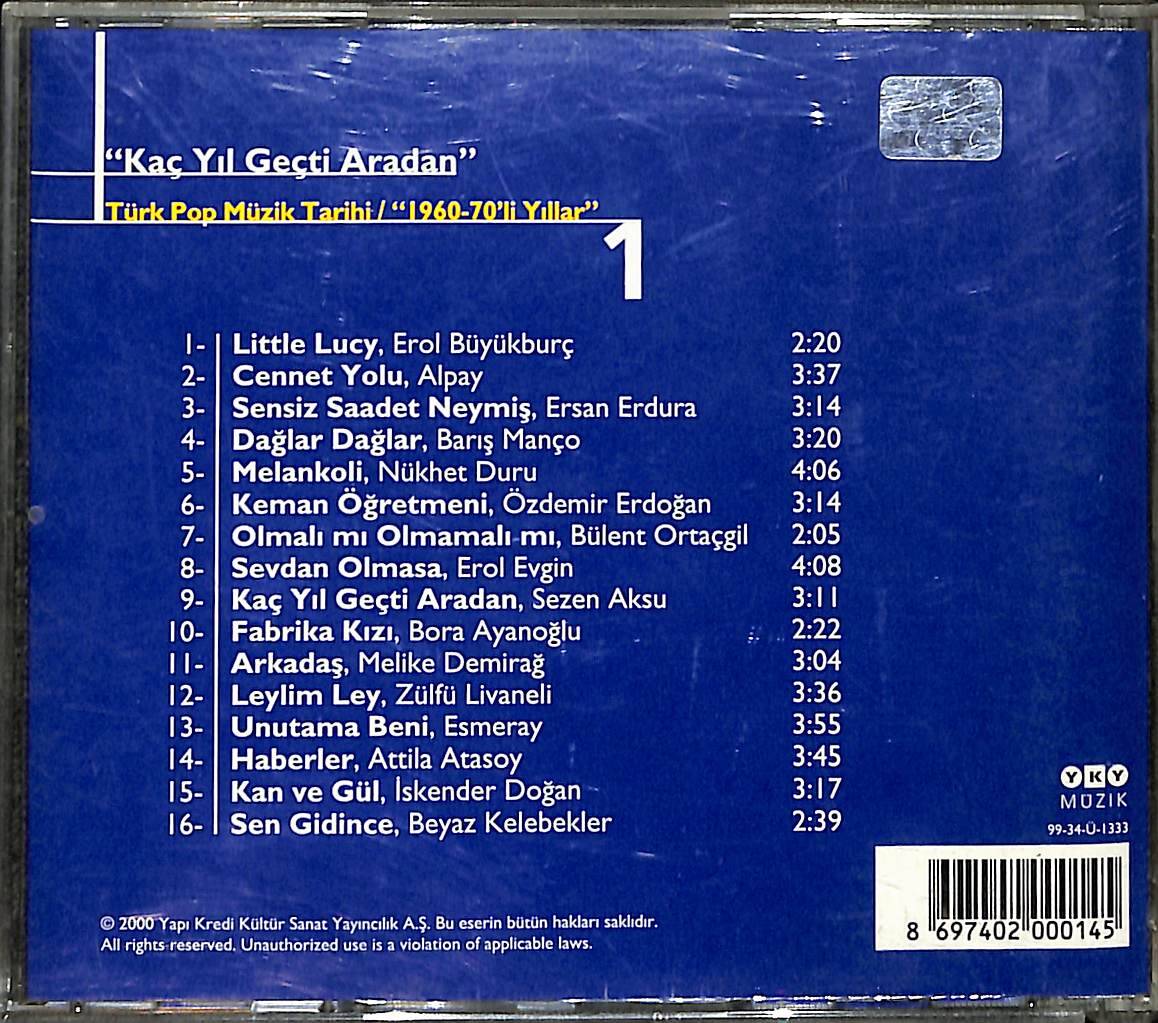 “Kaç Yıl Geçti Aradan”
Türk Pop Müzik Tarihi / “1960-70’li Yıllar”
1
1- Little Lucy, Erol Büyükburç 2:20
2- Cennet Yolu, Alpay 3:37
3- Sensiz Saadet Neymiş, Ersan Erdura 3:14
4- Dağlar Dağlar, Barış Manço 3:20
5- Melankoli, Nükhet Duru 4:06
6- Keman Öğretmeni, Özdemir Erdoğan 3:14
7- Olmalı mı Olmamalı mı, Bülent Ortaçgil 2:05
8- Sevdan Olmasa, Erol Evgin 4:08
9- Kaç Yıl Geçti Aradan, Sezen Aksu 3:11
10- Fabrika Kızı, Bora Ayanoğlu 2:22
11- Arkadaş, Melike Demirağ 3:04
12- Leylim Ley, Zülfü Livaneli 3:36
13- Unutama Beni, Esmeray 3:55
14- Haberler, Attila Atasoy 3:45
15- Kan ve Gül, İskender Doğan 3:17
16- Sen Gidince, Beyaz Kelebekler 2:39
YKY
MÜZİK
99-34-Ü-1333
© 2000 Yapı Kredi Kültür Sanat Yayıncılık A.Ş. Bu eserin bütün hakları saklıdır.
All rights reserved. Unauthorized use is a violation of applicable laws.
8 697402 000145